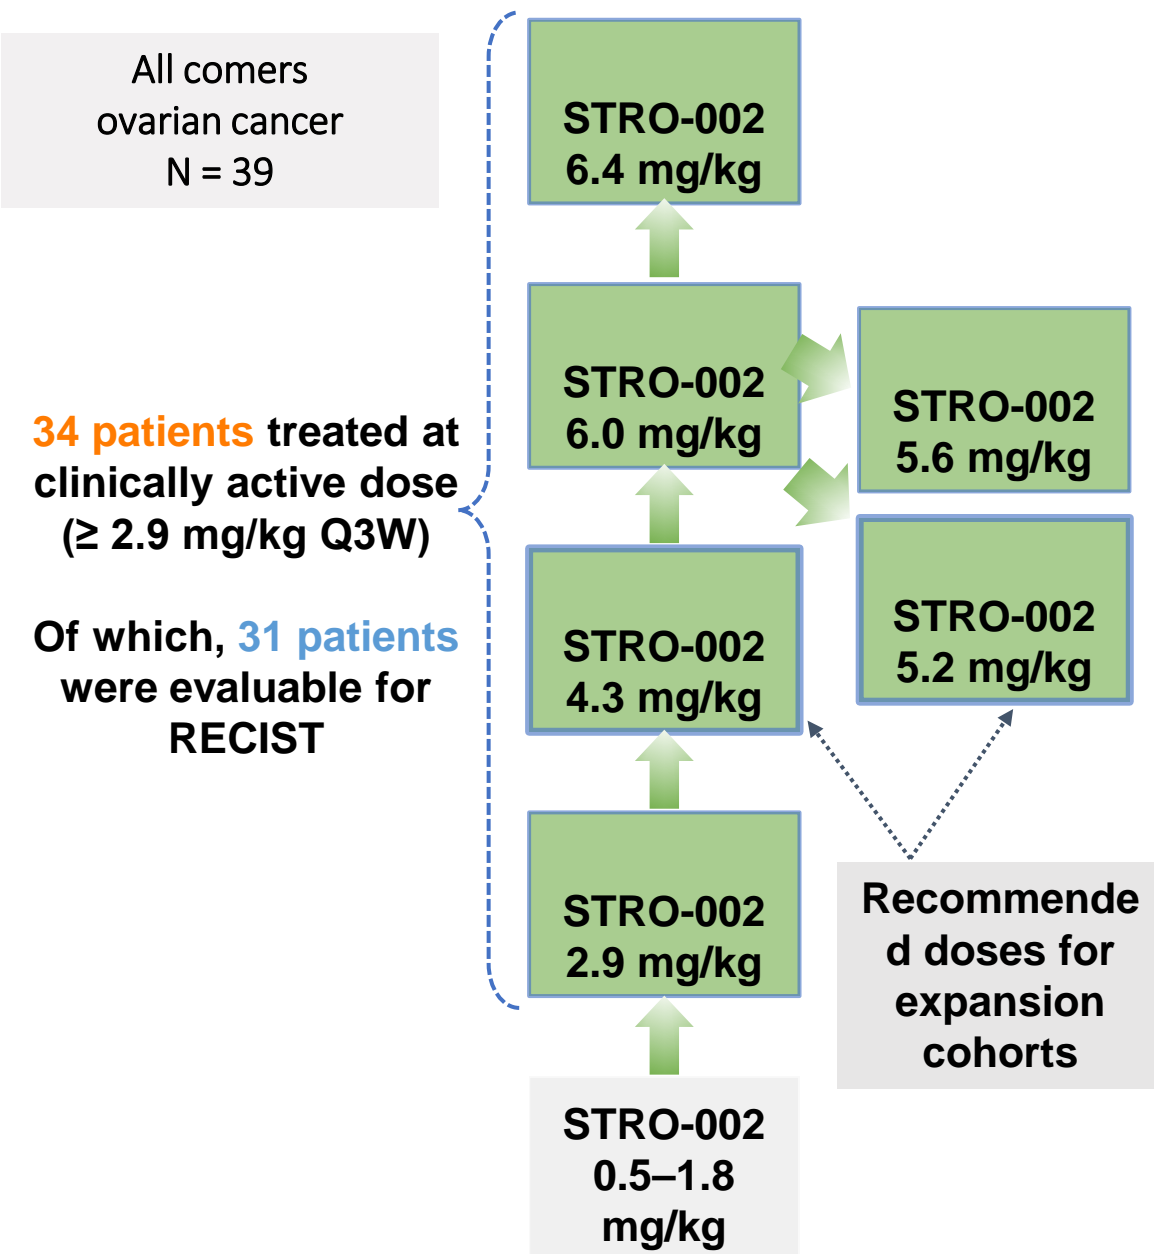 All comers
ovarian cancer
N = 39
34 patients treated at
clinically active dose
(≥ 2.9 mg/kg Q3W)
Of which, 31 patients
were evaluable for
RECIST
STRO-002
6.4 mg/kg
STRO-002
6.0 mg/kg
STRO-002
5.6 mg/kg
STRO-002
4.3 mg/kg
STRO-002
5.2 mg/kg
STRO-002
2.9 mg/kg
Recommende
d doses for
expansion
cohorts
STRO-002
0.5–1.8
mg/kg